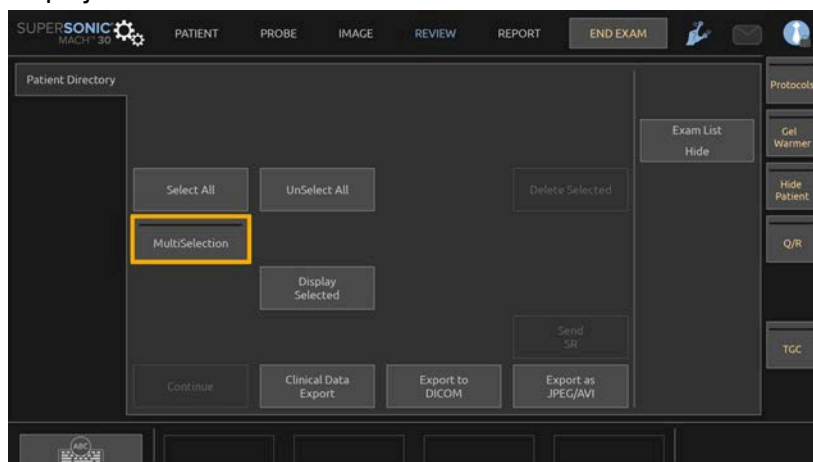 SUPERSONIC
MACH™ 30
PATIENT
PROBE
IMAGE
REVIEW
REPORT
END EXAM
Patient Directory
Protocols
Exam List
Hide
Gel
Warmer
Select All
UnSelect All
Delete Selected
Hide
Patient
MultiSelection
Q/R
Display
Selected
Send
SR
TGC
Continue
Clinical Data
Export
Export to
DICOM
Export as
JPEG/AVI
ABC